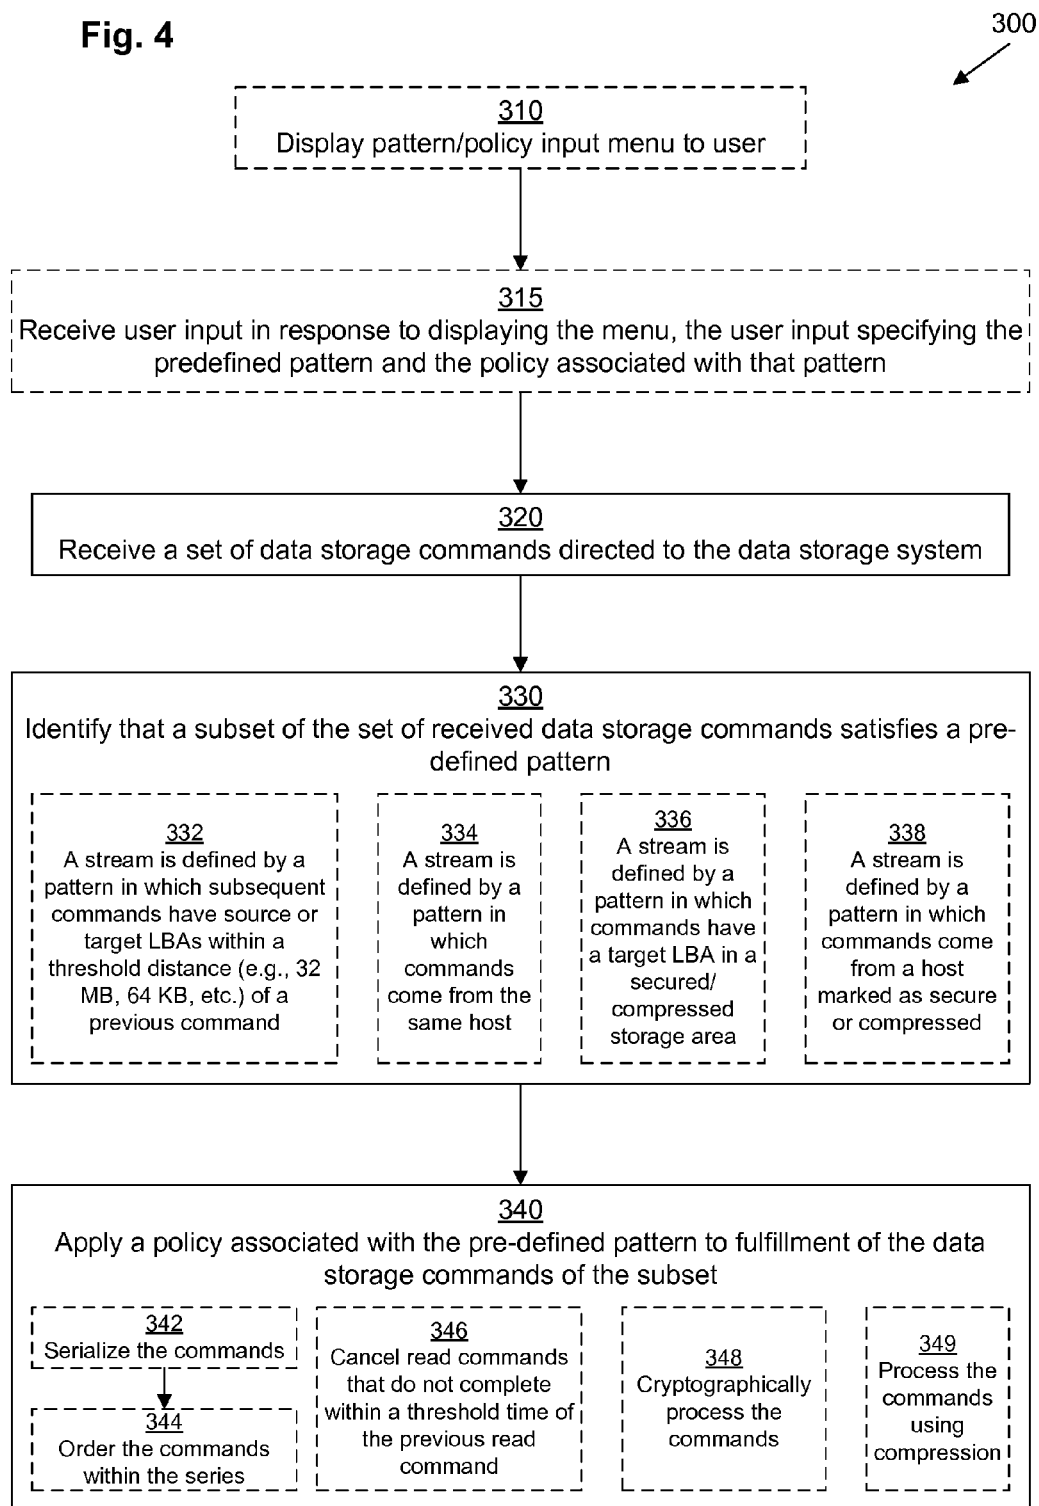 Fig. 4
300
310
Display pattern/policy input menu to user
315
Receive user input in response to displaying the menu, the user input specifying the
predefined pattern and the policy associated with that pattern
320
Receive a set of data storage commands directed to the data storage system
330
Identify that a subset of the set of received data storage commands satisfies a pre-
defined pattern
332
A stream is defined by a
pattern in which subsequent
commands have source or
target LBAs within a
threshold distance (e.g., 32
MB, 64 KB, etc.) of a
previous command
334
A stream is
defined by a
pattern in
which
commands
come from the
same host
336
A stream is
defined by a
pattern in which
commands have
a target LBA in a
secured/
compressed
storage area
338
A stream is
defined by a
pattern in which
commands come
from a host
marked as secure
or compressed
340
Apply a policy associated with the pre-defined pattern to fulfillment of the data
storage commands of the subset
342
Serialize the commands
344
Order the commands
within the series
346
Cancel read commands
that do not complete
within a threshold time of
the previous read
command
348
Cryptographically
process the
commands
349
Process the
commands
using
compression